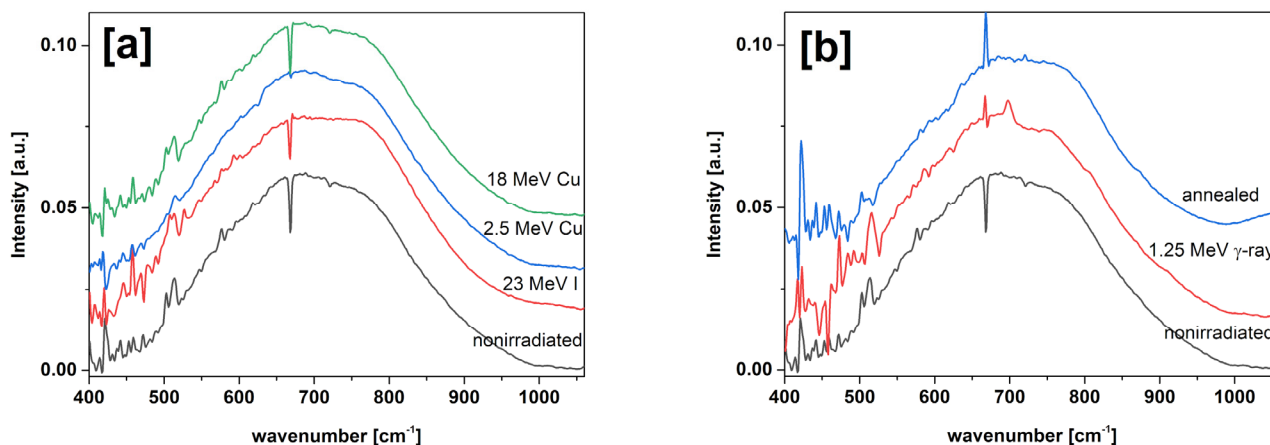 [a]
Intensity [a.u.]
0.10
0.05
0.00
18 MeV Cu
2.5 MeV Cu
23 MeV I
nonirradiated
400 500 600 700 800 900 1000
wavenumber [cm⁻¹]
[b]
Intensity [a.u.]
0.10
0.05
0.00
annealed
1.25 MeV γ-ray
nonirradiated
400 500 600 700 800 900 1000
wavenumber [cm⁻¹]